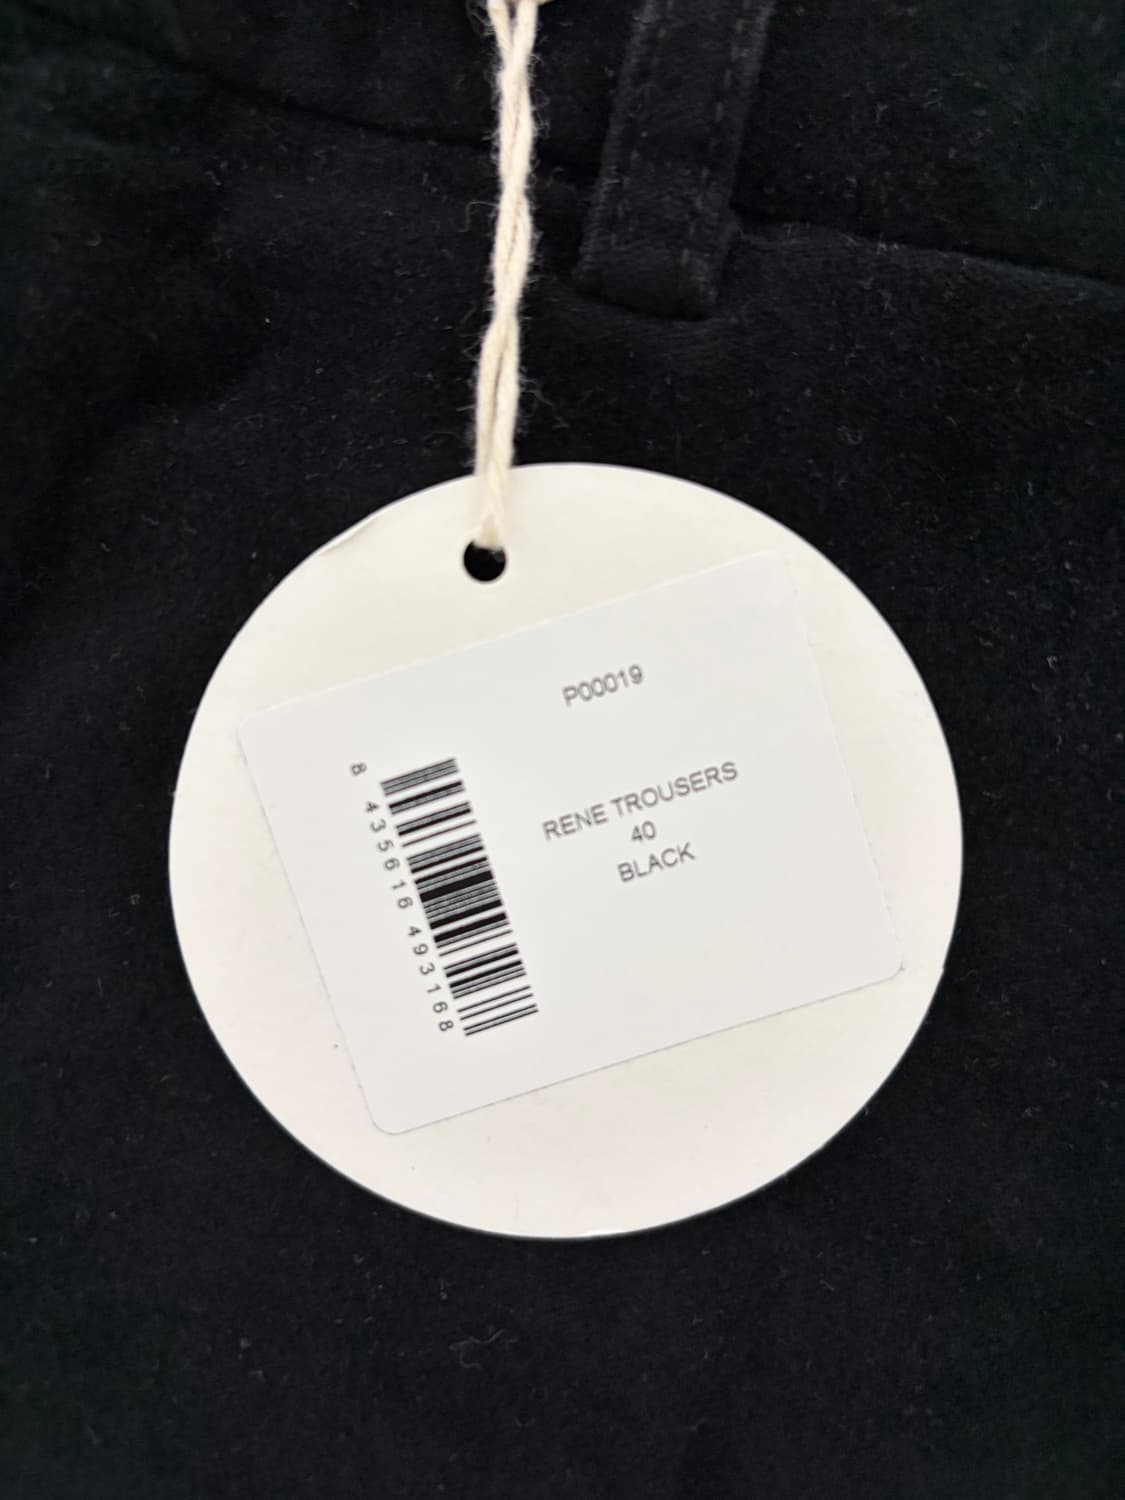 P00019
RENE TROUSERS
40
BLACK
8 435616 493168